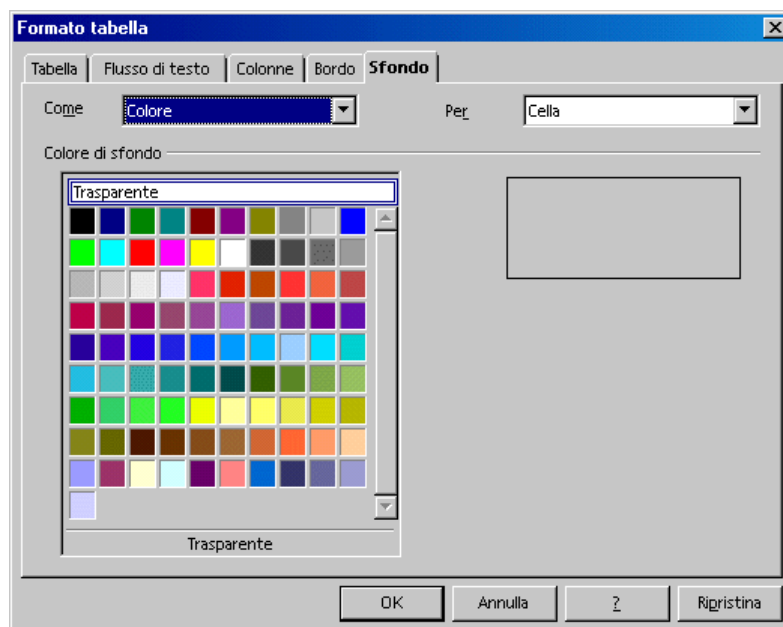 Formato tabella
Tabella Flusso di testo Colonne Bordo Sfondo
Come Colore Per Cella
Colore di sfondo
Trasparente
Trasparente
OK Annulla ? Ripristina